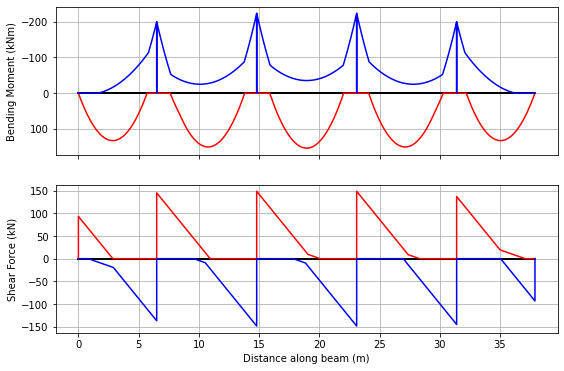 Bending Moment (kNm)
−200
−100
0
100
Shear Force (kN)
150
100
50
0
−50
−100
−150
0 5 10 15 20 25 30 35
Distance along beam (m)